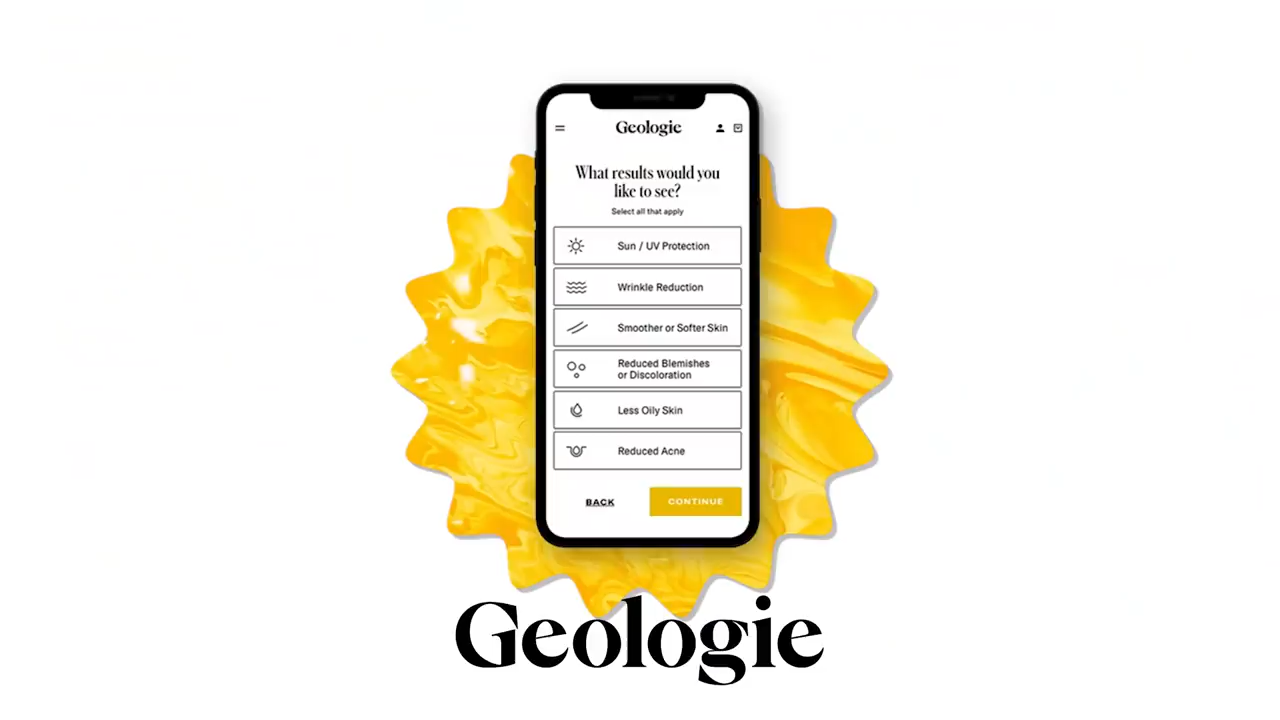 Geologie
What results would you
like to see?
Select all that apply
Sun / UV Protection
Wrinkle Reduction
Smoother or Softer Skin
Reduced Blemishes
or Discoloration
Less Oily Skin
Reduced Acne
BACK
CONTINUE
Geologie